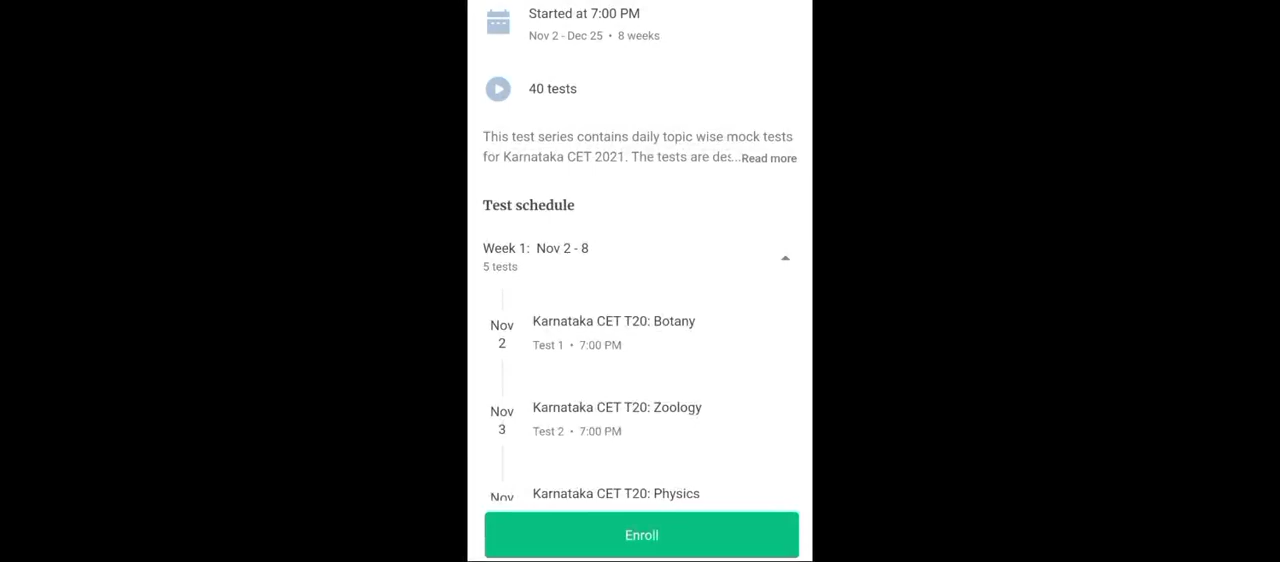 Started at 7:00 PM
Nov 2 - Dec 25 • 8 weeks
40 tests
This test series contains daily topic wise mock tests
for Karnataka CET 2021. The tests are des...Read more
Test schedule
Week 1: Nov 2 - 8
5 tests
Nov
2
Karnataka CET T20: Botany
Test 1 • 7:00 PM
Nov
3
Karnataka CET T20: Zoology
Test 2 • 7:00 PM
Nov
Karnataka CET T20: Physics
Enroll